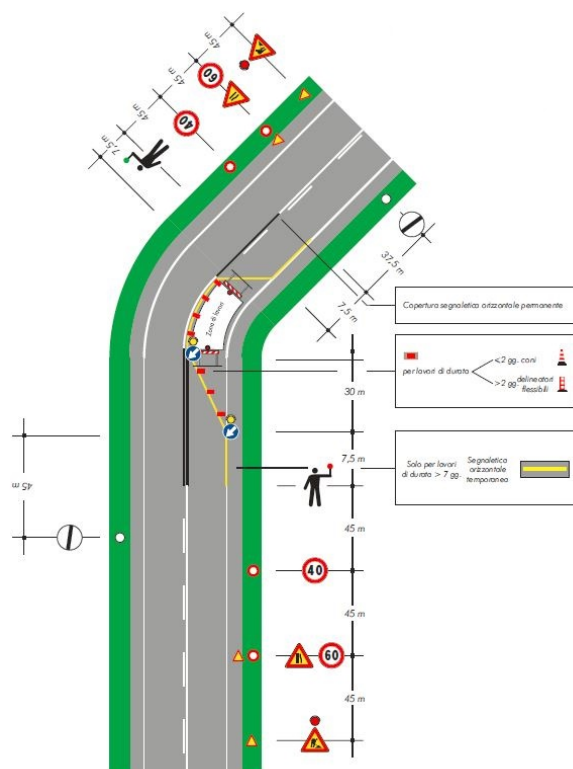 45 m
45 m
45 m
7,5 m
60
40
Zona di lavori
37,5 m
7,5 m
Copertura segnaletica orizzontale permanente
per lavori di durata
<2 gg. coni
>2 gg. delineatori
flessibili
30 m
7,5 m
Solo per lavori
di durata > 7 gg.
Segnaletica
orizzontale
temporanea
45 m
45 m
40
45 m
60
45 m